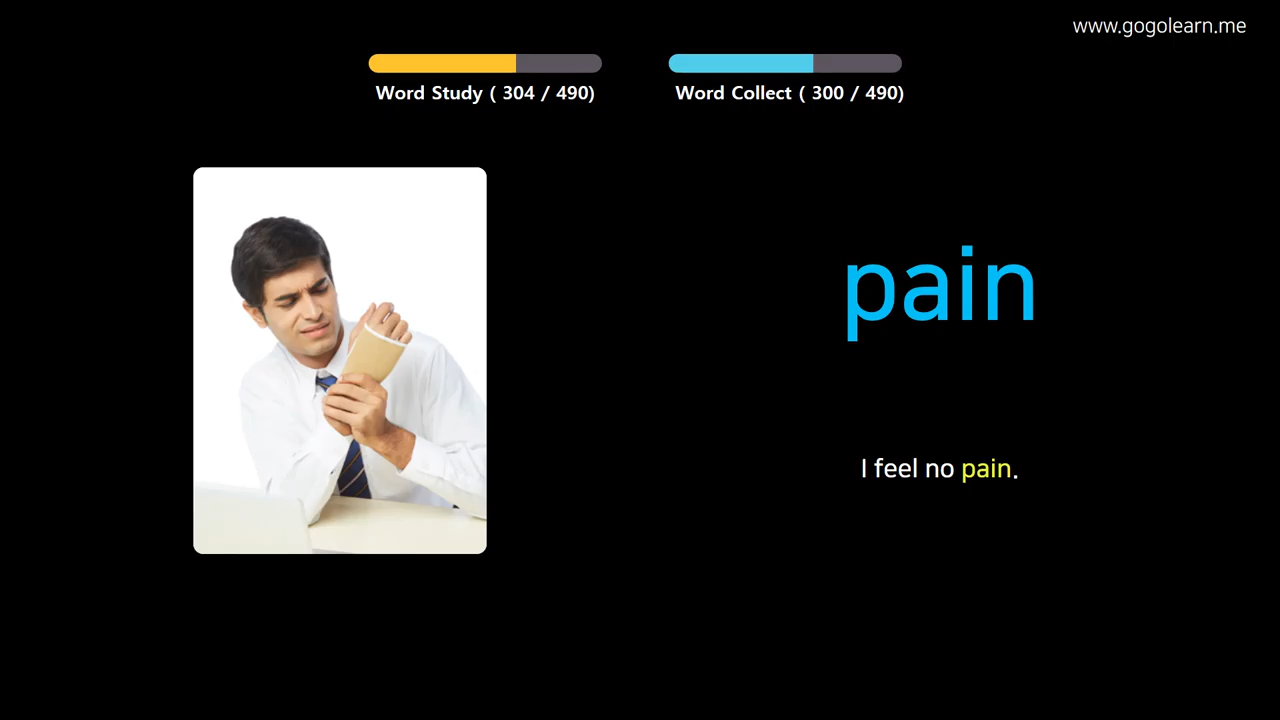 www.gogolearn.me
Word Study ( 304 / 490)
Word Collect ( 300 / 490)
pain
I feel no pain.